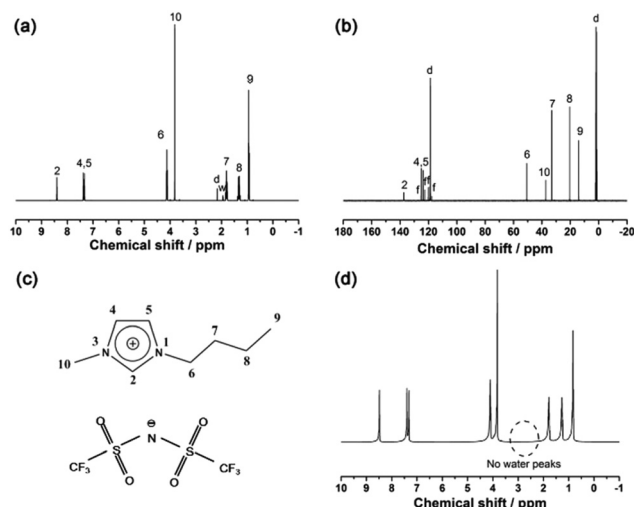 (a)
10
9
6
2
4,5
7
8
d
w
10 9 8 7 6 5 4 3 2 1 0 -1
Chemical shift / ppm
(b)
d
d
7
8
9
6
10
4,5
2
f
f
f
f
180 160 140 120 100 80 60 40 20 0 -20
Chemical shift / ppm
(c)
4 5 9
3 N N 1 7
⊕
10 2 6 8
⊖
O O
S N S
CF₃ CF₃
O O
(d)
No water peaks
10 9 8 7 6 5 4 3 2 1 0 -1
Chemical shift / ppm